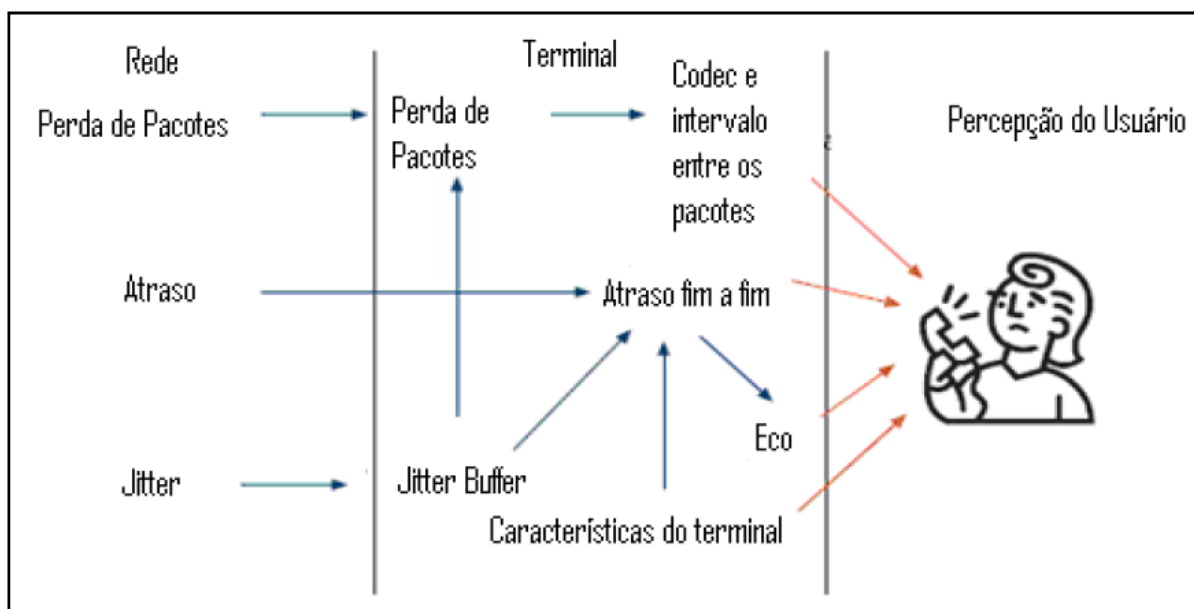 Rede
Terminal
Codec e
intervalo
entre os
pacotes
Perda de Pacotes
Perda de
Pacotes
Percepção do Usuário
Atraso
Atraso fim a fim
Eco
Jitter
Jitter Buffer
Características do terminal